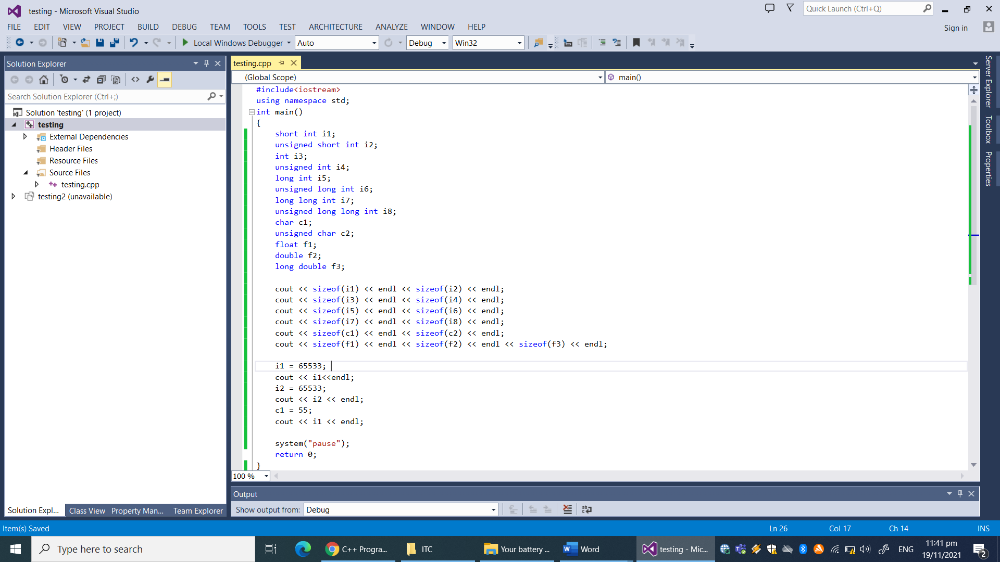 testing - Microsoft Visual Studio
Quick Launch (Ctrl+Q)
FILE EDIT VIEW PROJECT BUILD DEBUG TEAM TOOLS TEST ARCHITECTURE ANALYZE WINDOW HELP
Sign in
Local Windows Debugger Auto Debug Win32
Solution Explorer
Search Solution Explorer (Ctrl+;)
Solution 'testing' (1 project)
testing
External Dependencies
Header Files
Resource Files
Source Files
testing.cpp
testing2 (unavailable)
Solution Expl... Class View Property Man... Team Explorer
testing.cpp
(Global Scope) main()
#include<iostream>
using namespace std;
int main()
{
short int i1;
unsigned short int i2;
int i3;
unsigned int i4;
long int i5;
unsigned long int i6;
long long int i7;
unsigned long long int i8;
char c1;
unsigned char c2;
float f1;
double f2;
long double f3;
cout << sizeof(i1) << endl << sizeof(i2) << endl;
cout << sizeof(i3) << endl << sizeof(i4) << endl;
cout << sizeof(i5) << endl << sizeof(i6) << endl;
cout << sizeof(i7) << endl << sizeof(i8) << endl;
cout << sizeof(c1) << endl << sizeof(c2) << endl;
cout << sizeof(f1) << endl << sizeof(f2) << endl << sizeof(f3) << endl;
i1 = 65533;
cout << i1<<endl;
i2 = 65533;
cout << i2 << endl;
c1 = 55;
cout << i1 << endl;
system("pause");
return 0;
}
100 %
Output
Show output from: Debug
Server Explorer
Toolbox
Properties
Item(s) Saved Ln 26 Col 17 Ch 14 INS
Type here to search
C++ Progra...
ITC
Your battery ...
Word
testing - Mic...
ENG
11:41 pm
19/11/2021
2